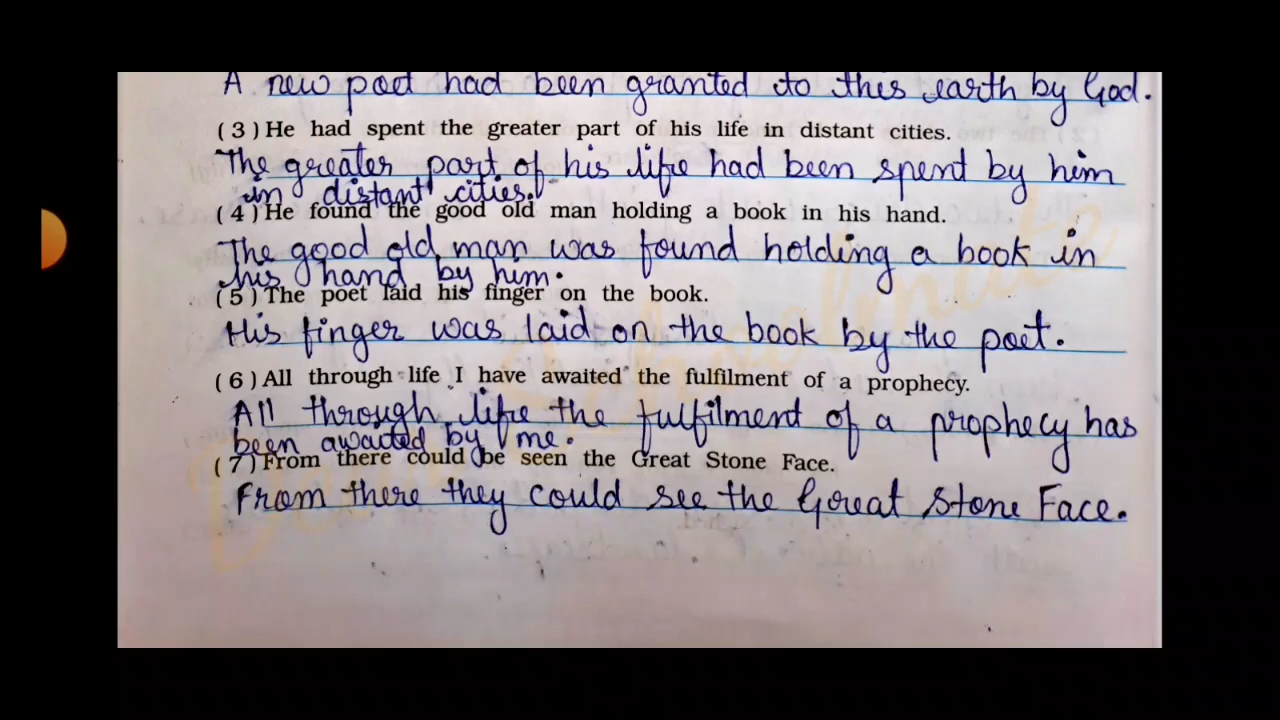 A new poet had been granted to this earth by God.
(3) He had spent the greater part of his life in distant cities.
The greater part of his life had been spent by him
in distant cities.
(4) He found the good old man holding a book in his hand.
The good old man was found holding a book in
his hand by him.
(5) The poet laid his finger on the book.
His finger was laid on the book by the poet.
(6) All through life I have awaited the fulfilment of a prophecy.
All through life the fulfilment of a prophecy has
been awaited by me.
(7) From there could be seen the Great Stone Face.
From there they could see the Great Stone Face.